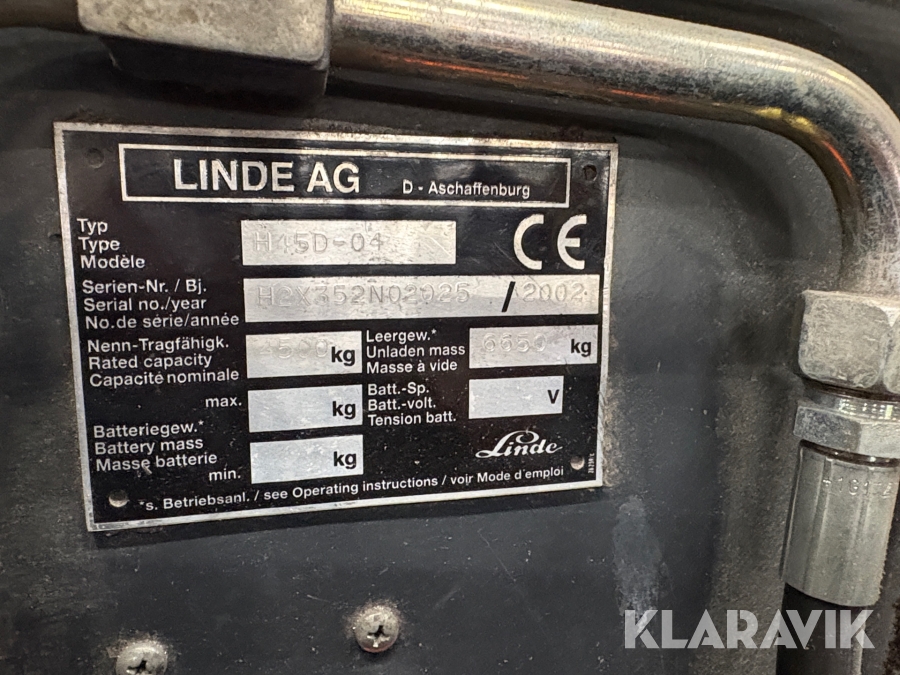 LINDE AG D - Aschaffenburg
Typ
Type
Modèle
H45D-04
CE
Serien-Nr. / Bj.
Serial no./year
No.de série/année
H2X352N02025 / 2002
Nenn-Tragfähigk.
Rated capacity
Capacité nominale
4500 kg
Leergew.*
Unladen mass
Masse à vide
6650 kg
max. kg
Batt.-Sp.
Batt.-volt.
Tension batt.
V
Batteriegew.*
Battery mass
Masse batterie
min. kg
Linde
*s. Betriebsanl. / see Operating instructions / voir Mode d'emploi
KLARAVIK